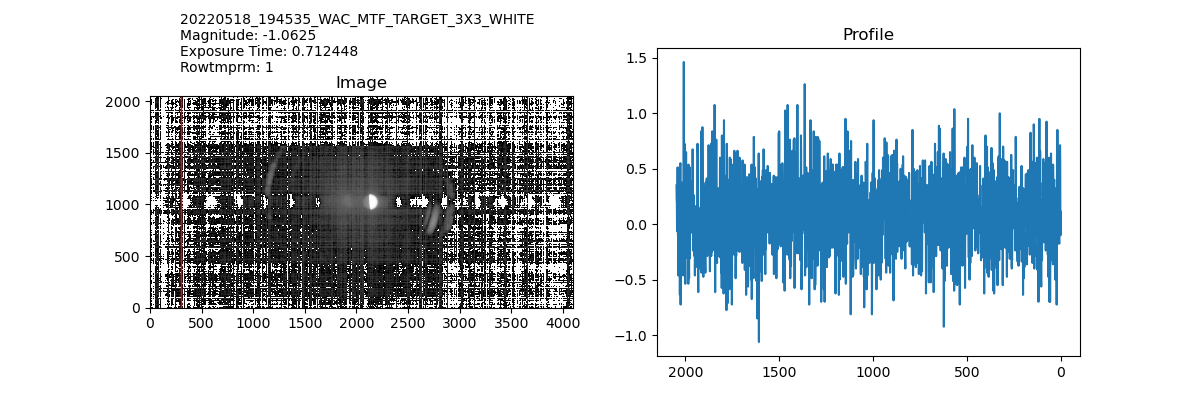 20220518_194535_WAC_MTF_TARGET_3X3_WHITE
Magnitude: -1.0625
Exposure Time: 0.712448
Rowtmprm: 1
Image
2000
1500
1000
500
0
0 500 1000 1500 2000 2500 3000 3500 4000
Profile
1.5
1.0
0.5
0.0
−0.5
−1.0
2000 1500 1000 500 0